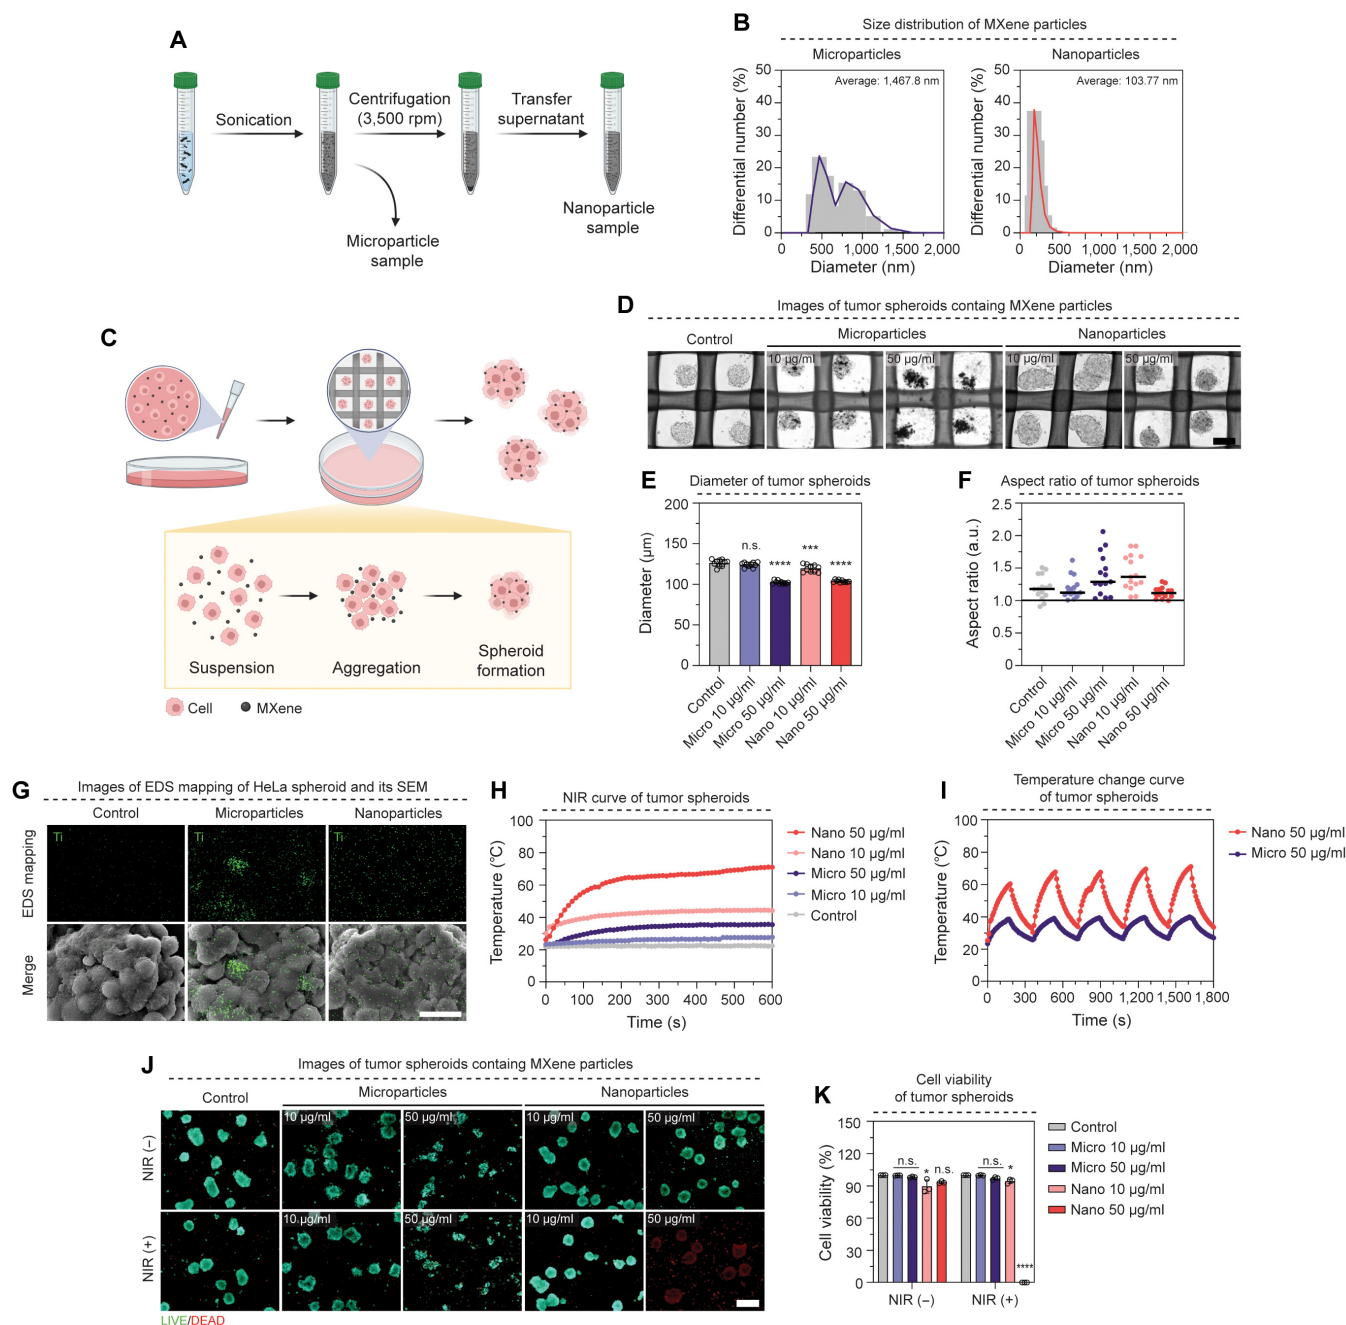 A
Sonication
Centrifugation
(3,500 rpm)
Transfer
supernatant
Microparticle
sample
Nanoparticle
sample
B
Size distribution of MXene particles
Microparticles
Average: 1,467.8 nm
Differential number (%)
50
40
30
20
10
0
0 500 1,000 1,500 2,000
Diameter (nm)
Nanoparticles
Average: 103.77 nm
Differential number (%)
50
40
30
20
10
0
0 500 1,000 1,500 2,000
Diameter (nm)
C
Suspension
Aggregation
Spheroid
formation
Cell
MXene
D
Images of tumor spheroids containg MXene particles
Control
Microparticles
Nanoparticles
10 µg/ml
50 µg/ml
10 µg/ml
50 µg/ml
E
Diameter of tumor spheroids
Diameter (µm)
200
150
100
50
0
n.s.
****
***
****
Control
Micro 10 µg/ml
Micro 50 µg/ml
Nano 10 µg/ml
Nano 50 µg/ml
F
Aspect ratio of tumor spheroids
Aspect ratio (a.u.)
2.5
2.0
1.5
1.0
0.5
0
Control
Micro 10 µg/ml
Micro 50 µg/ml
Nano 10 µg/ml
Nano 50 µg/ml
G
Images of EDS mapping of HeLa spheroid and its SEM
Control
Microparticles
Nanoparticles
EDS mapping
Ti
Ti
Ti
Merge
H
NIR curve of tumor spheroids
Temperature (°C)
100
80
60
40
20
0
0 100 200 300 400 500 600
Time (s)
Nano 50 µg/ml
Nano 10 µg/ml
Micro 50 µg/ml
Micro 10 µg/ml
Control
I
Temperature change curve
of tumor spheroids
Temperature (°C)
100
80
60
40
20
0
0 300 600 900 1,200 1,500 1,800
Time (s)
Nano 50 µg/ml
Micro 50 µg/ml
J
Images of tumor spheroids containg MXene particles
Control
Microparticles
Nanoparticles
NIR (−)
10 µg/ml
50 µg/ml
10 µg/ml
50 µg/ml
NIR (+)
10 µg/ml
50 µg/ml
10 µg/ml
50 µg/ml
LIVE/DEAD
K
Cell viability
of tumor spheroids
Cell viability (%)
150
120
90
60
30
0
n.s.
*
n.s.
n.s.
*
****
NIR (−)
NIR (+)
Control
Micro 10 µg/ml
Micro 50 µg/ml
Nano 10 µg/ml
Nano 50 µg/ml